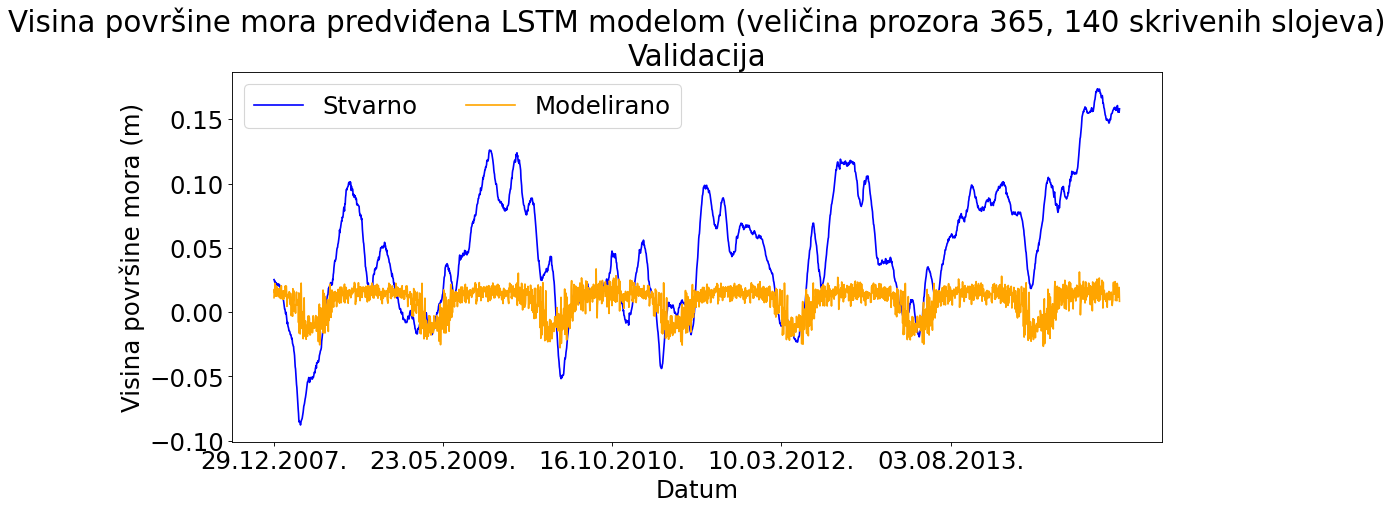 Visina površine mora predviđena LSTM modelom (veličina prozora 365, 140 skrivenih slojeva)
Validacija
Stvarno Modelirano
Visina površine mora (m)
0.15
0.10
0.05
0.00
−0.05
−0.10
29.12.2007. 23.05.2009. 16.10.2010. 10.03.2012. 03.08.2013.
Datum